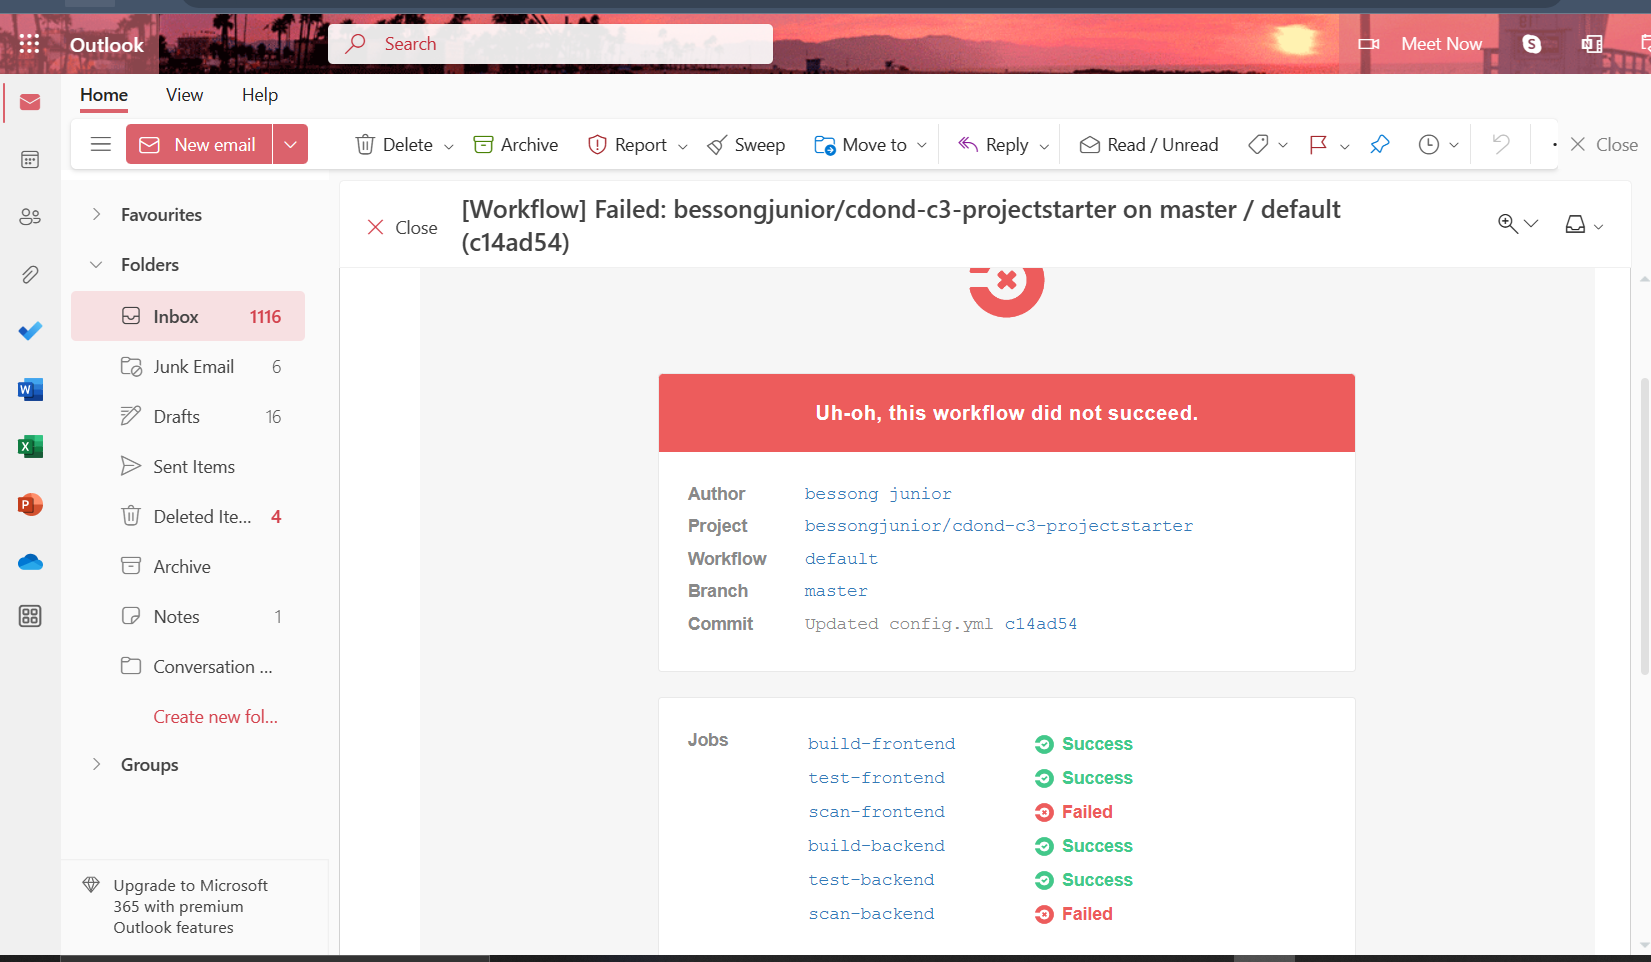 Outlook
Search
Meet Now
Home
View
Help
New email
Delete
Archive
Report
Sweep
Move to
Reply
Read / Unread
Close
Favourites
Folders
Inbox 1116
Junk Email 6
Drafts 16
Sent Items
Deleted Ite... 4
Archive
Notes 1
Conversation ...
Create new fol...
Groups
Upgrade to Microsoft
365 with premium
Outlook features
Close
[Workflow] Failed: bessongjunior/cdond-c3-projectstarter on master / default
(c14ad54)
Uh-oh, this workflow did not succeed.
Author bessong junior
Project bessongjunior/cdond-c3-projectstarter
Workflow default
Branch master
Commit Updated config.yml c14ad54
Jobs build-frontend Success
test-frontend Success
scan-frontend Failed
build-backend Success
test-backend Success
scan-backend Failed